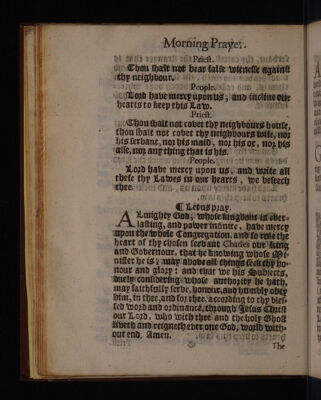 Morning Prayer.
Priest.
Thou shalt not bear false witnesse against
thy neighbour.
People.
Lord have mercy upon us, and incline our
hearts to keep this Law.
Priest.
Thou shalt not covet thy neighbours house,
thou shalt not covet thy neighbours wife, nor
his servant, nor his maid, nor his ox, nor his
asse, nor any thing that is his.
People.
Lord have mercy upon us, and write all
these thy Lawes in our hearts, we beseech
thee.
¶ Let us pray.
ALmighty God, whose kingdom is ever-
lasting, and power infinite, have mercy
upon the whole Congregation, and so rule the
heart of thy chosen servant Charles our King
and Governour, that he knowing whose Mi-
nister he is, may above all things seek thy ho-
nour and glory: and that we his Subjects,
duely considering whose authority he hath,
may faithfully serve, honour, and humbly obey
him, in thee, and for thee, according to thy bles-
sed word and ordinance, through Jesus Christ
our Lord, who with thee and the holy Ghost
liveth and reigneth ever one God, world with-
out end. Amen.
The